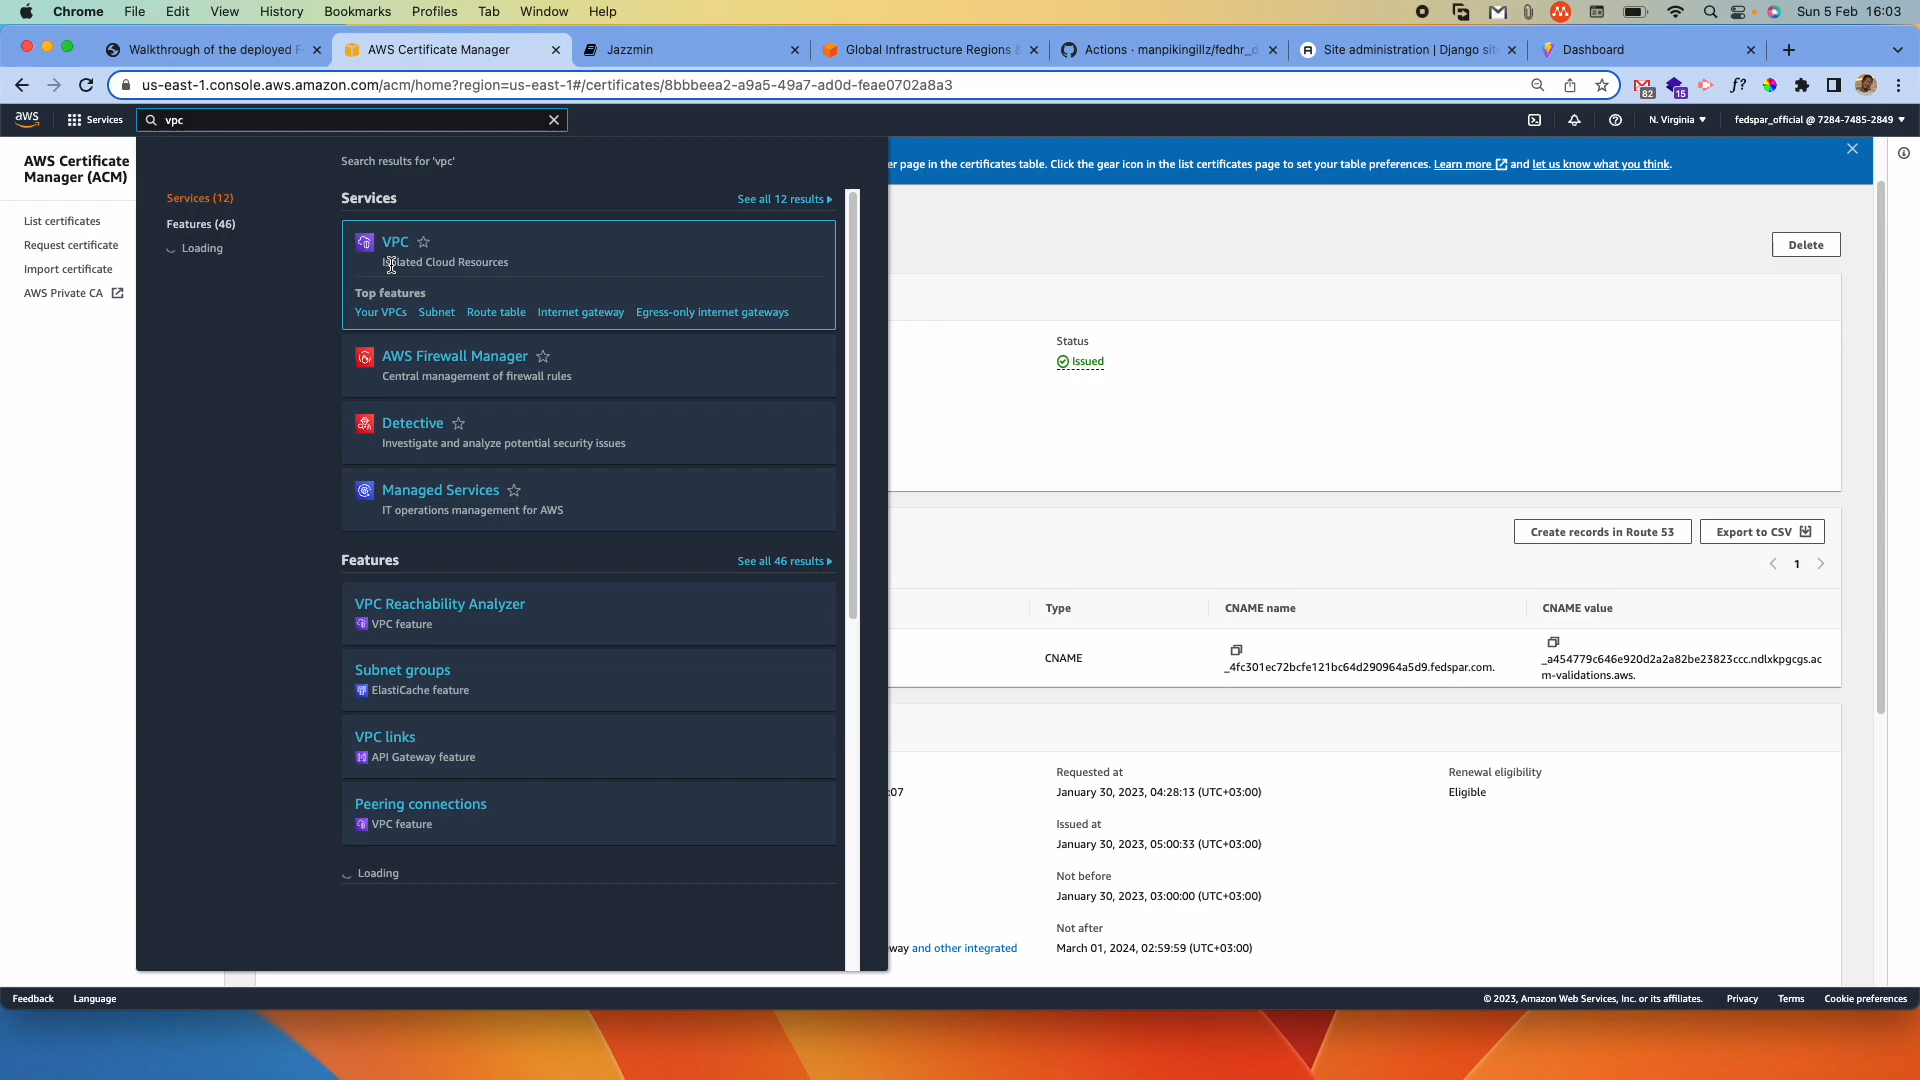 Chrome File Edit View History Bookmarks Profiles Tab Window Help Sun 5 Feb 16:03
Walkthrough of the deployed F
AWS Certificate Manager
Jazzmin
Global Infrastructure Regions &
Actions · manpikingillz/fedhr_d
Site administration | Django sit
Dashboard
us-east-1.console.aws.amazon.com/acm/home?region=us-east-1#/certificates/8bbbeea2-a9a5-49a7-ad0d-feae0702a8a3
82
15
f?
aws
Services
vpc
N. Virginia
fedspar_official @ 7284-7485-2849
AWS Certificate
Manager (ACM)
List certificates
Request certificate
Import certificate
AWS Private CA
Search results for 'vpc'
Services (12)
Features (46)
Loading
Services
See all 12 results
VPC
Isolated Cloud Resources
Top features
Your VPCs Subnet Route table Internet gateway Egress-only internet gateways
AWS Firewall Manager
Central management of firewall rules
Detective
Investigate and analyze potential security issues
Managed Services
IT operations management for AWS
Features
See all 46 results
VPC Reachability Analyzer
VPC feature
Subnet groups
ElastiCache feature
VPC links
API Gateway feature
Peering connections
VPC feature
Loading
er page in the certificates table. Click the gear icon in the list certificates page to set your table preferences. Learn more and let us know what you think.
Delete
Status
Issued
Create records in Route 53
Export to CSV
1
Type
CNAME name
CNAME value
CNAME
_4fc301ec72bcfe121bc64d290964a5d9.fedspar.com.
_a454779c646e920d2a2a82be23823ccc.ndlxkpgcgs.ac
m-validations.aws.
:07
Requested at
January 30, 2023, 04:28:13 (UTC+03:00)
Renewal eligibility
Eligible
Issued at
January 30, 2023, 05:00:33 (UTC+03:00)
Not before
January 30, 2023, 03:00:00 (UTC+03:00)
Not after
way and other integrated
March 01, 2024, 02:59:59 (UTC+03:00)
Feedback Language
© 2023, Amazon Web Services, Inc. or its affiliates. Privacy Terms Cookie preferences